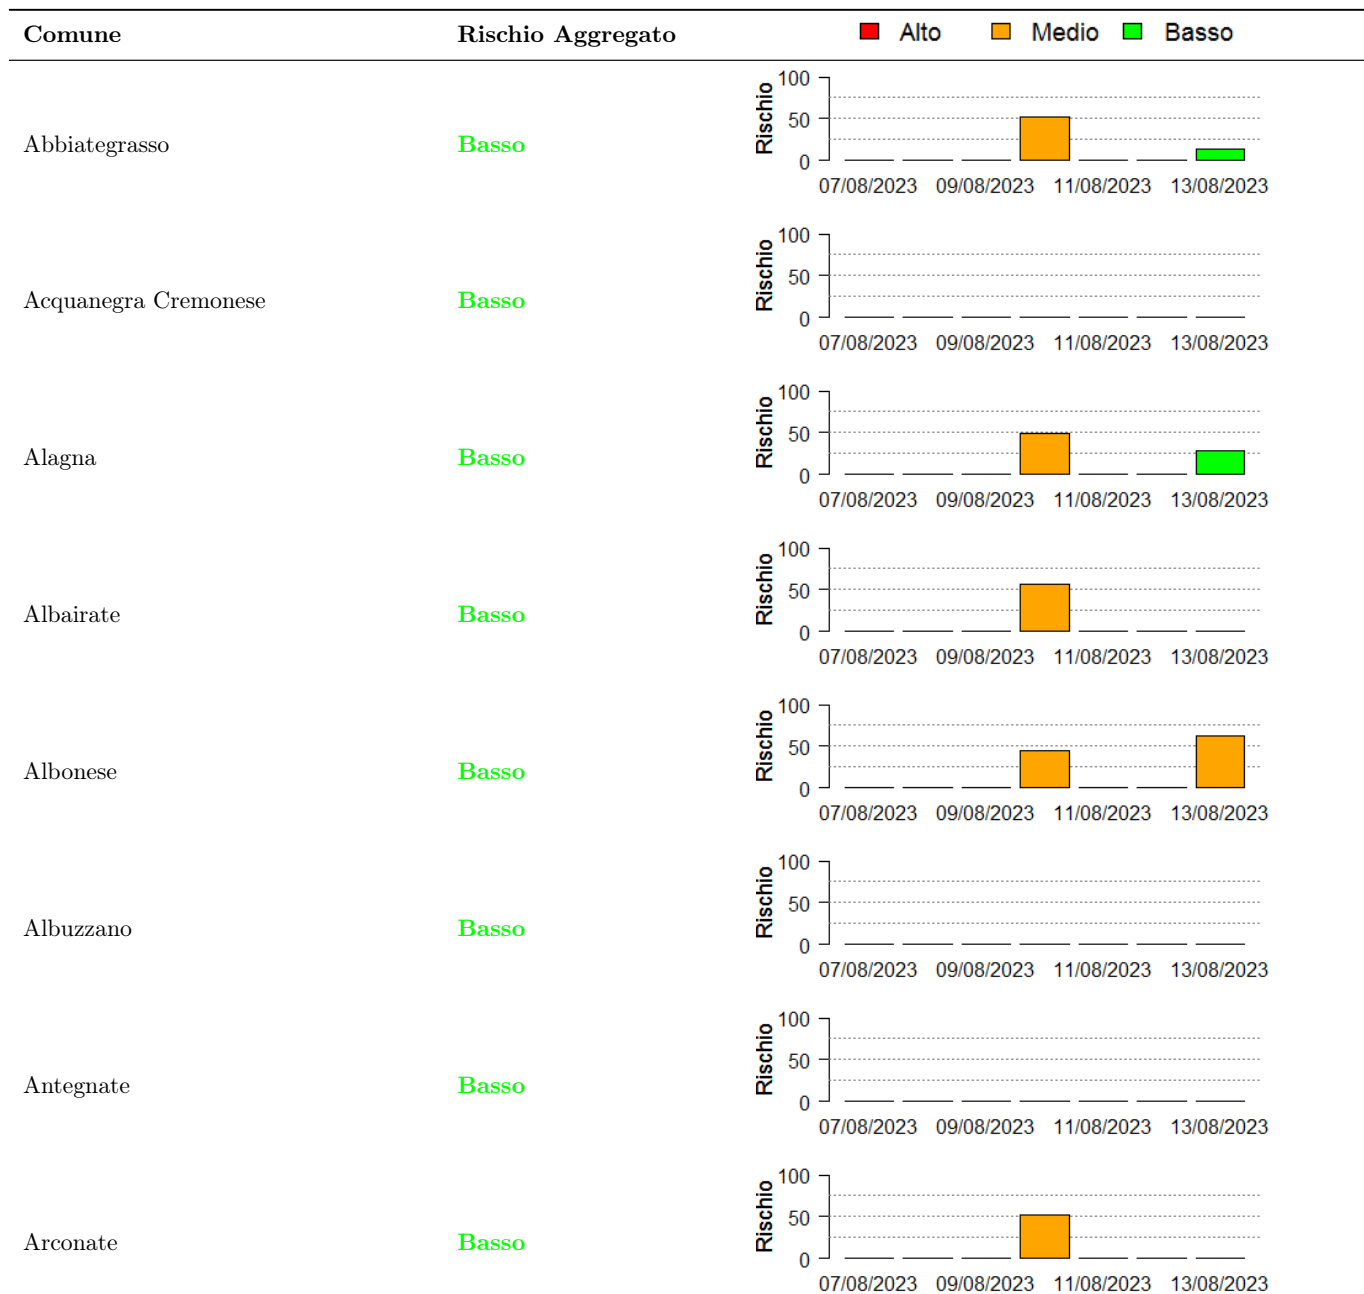 Comune Rischio Aggregato Alto Medio Basso
Abbiategrasso Basso
Rischio
100
50
0
07/08/2023 09/08/2023 11/08/2023 13/08/2023
Acquanegra Cremonese Basso
Rischio
100
50
0
07/08/2023 09/08/2023 11/08/2023 13/08/2023
Alagna Basso
Rischio
100
50
0
07/08/2023 09/08/2023 11/08/2023 13/08/2023
Albairate Basso
Rischio
100
50
0
07/08/2023 09/08/2023 11/08/2023 13/08/2023
Albonese Basso
Rischio
100
50
0
07/08/2023 09/08/2023 11/08/2023 13/08/2023
Albuzzano Basso
Rischio
100
50
0
07/08/2023 09/08/2023 11/08/2023 13/08/2023
Antegnate Basso
Rischio
100
50
0
07/08/2023 09/08/2023 11/08/2023 13/08/2023
Arconate Basso
Rischio
100
50
0
07/08/2023 09/08/2023 11/08/2023 13/08/2023